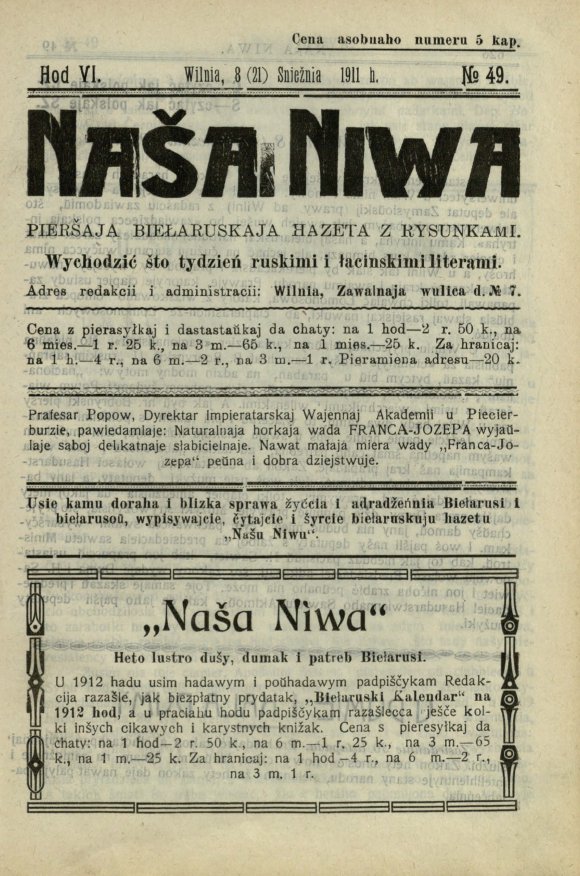 Cena asobnaho numeru 5 kap.
Hod VI. Wilnia, 8 (21) Śnieżnia 1911 h. № 49.
NAŠA NIWA
PIERŠAJA BIEŁARUSKAJA HAZETA Z RYSUNKAMI.
Wychodzić što tydzień ruskimi i łacinskimi literami.
Adres redakcii i administracii: Wilnia, Zawalnaja wulica d. № 7.
Cena z pierasyłkaj i dastastaŭkaj da chaty: na 1 hod—2 r. 50 k., na
6 mies.—1 r. 25 k., na 3 m.—65 k., na 1 mies.—25 k. Za hranicaj:
na 1 h.—4 r., na 6 m.—2 r., na 3 m.—1 r. Pieramiena adresu—20 k.
Prafesar Popow, Dyrektar Impieratarskaj Wajennaj Akademii u Piecier-
burzie, pawiedamlaje: Naturalnaja horkaja wada FRANCA-JOZEPA wyjaŭ-
laje saboj delikatnaje słabicielnaje. Nawat małaja miera wady „Franca-Jo-
zepa“ peŭna i dobra dziejstwuje.
Usie kamu doraha i blizka sprawa žyćcia i adradžeńnia Biełarusi i
biełarusoŭ, wypisywajcie, čytajcie i šyrcie biełaruskuju hazetu
„Našu Niwu“.
„Naša Niwa“
Heto lustro dušy, dumak i patreb Biełarusi.
U 1912 hadu usim hadawym i poŭhadawym padpiščykam Redak-
cija razašle, jak biezpłatny prydatak, „Biełaruski Kalendar“ na
1912 hod, a u praciahu hodu padpiščykam razašlecca ješče kol-
ki inšych cikawych i karystnych knižak. Cena s pieresyłkaj da
chaty: na 1 hod—2 r. 50 k., na 6 m.—1 r. 25 k., na 3 m.—65
k., na 1 m.—25 k. Za hranicaj: na 1 hod—4 r., na 6 m.—2 r.,
na 3 m. 1 r.